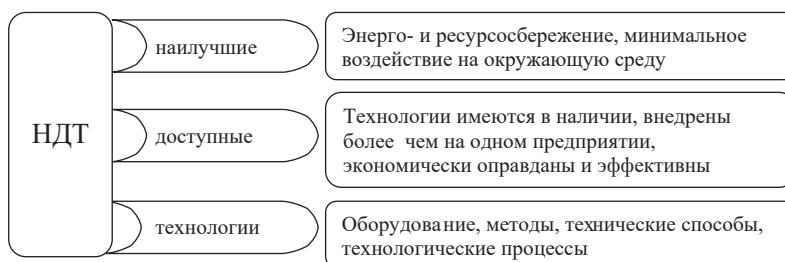 НДТ
наилучшие
Энерго- и ресурсосбережение, минимальное
воздействие на окружающую среду
доступные
Технологии имеются в наличии, внедрены
более чем на одном предприятии,
экономически оправданы и эффективны
технологии
Оборудование, методы, технические способы,
технологические процессы